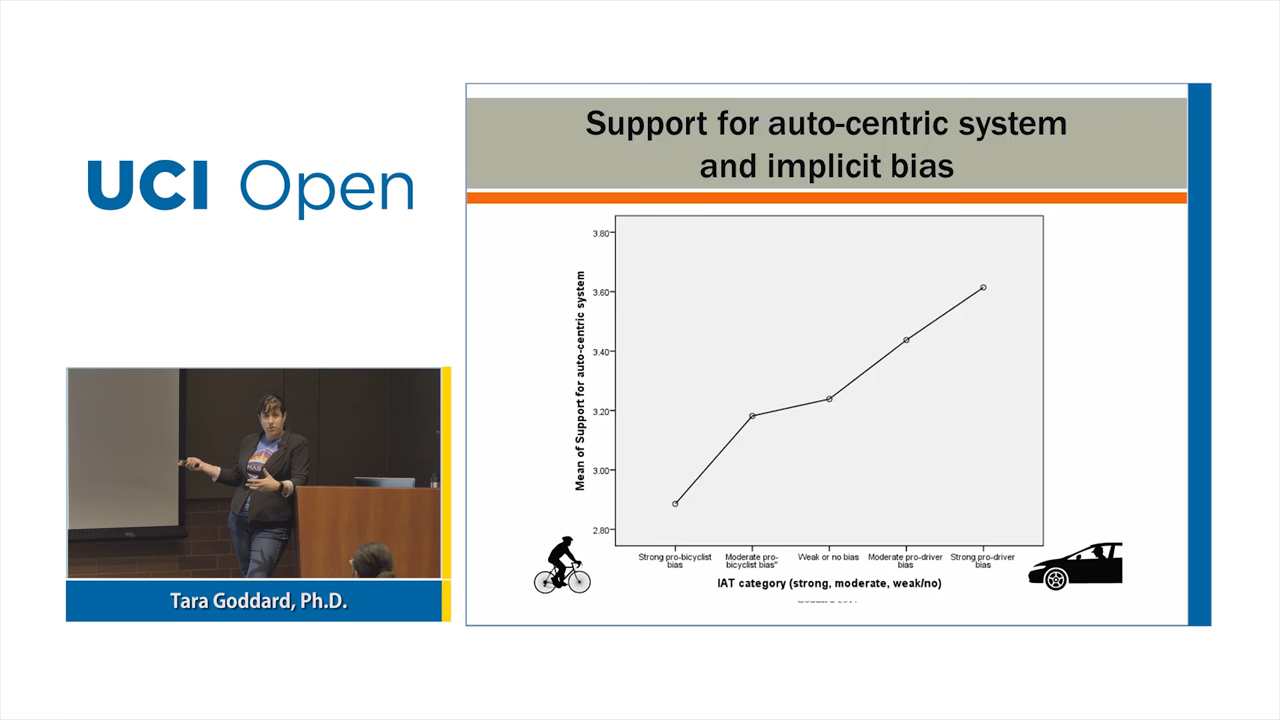 UCI Open
Support for auto-centric system
and implicit bias
Mean of Support for auto-centric system
3.80
3.60
3.40
3.20
3.00
2.80
Strong pro-bicyclist
bias
Moderate pro-
bicyclist bias"
Weak or no bias
Moderate pro-driver
bias
Strong pro-driver
bias
IAT category (strong, moderate, weak/no)
Tara Goddard, Ph.D.